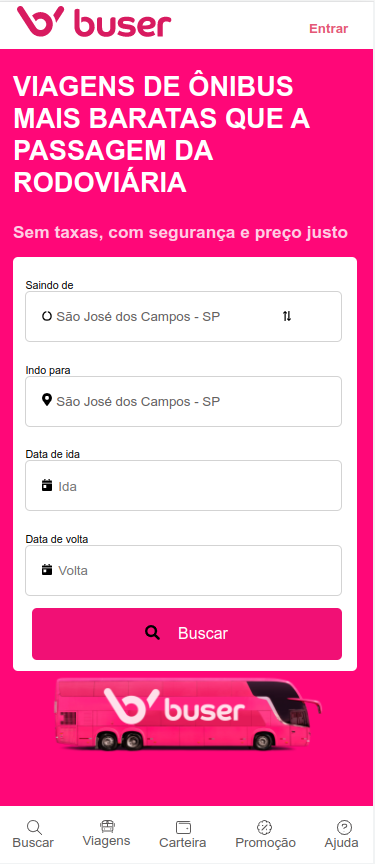 buser
Entrar
VIAGENS DE ÔNIBUS
MAIS BARATAS QUE A
PASSAGEM DA
RODOVIÁRIA
Sem taxas, com segurança e preço justo
Saindo de
São José dos Campos - SP
Indo para
São José dos Campos - SP
Data de ida
Ida
Data de volta
Volta
Buscar
buser
Buscar
Viagens
Carteira
Promoção
Ajuda